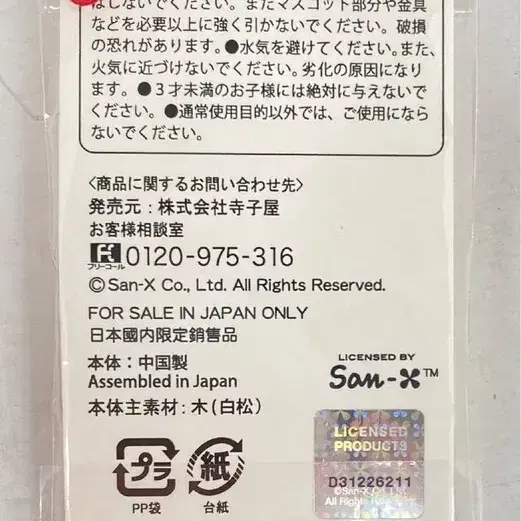 はしないでください。またマスコット部分や金具
などを必要以上に強く引かないでください。破損
の恐れがあります。●水気を避けてください。また、
火気に近づけないでください。劣化の原因になり
ます。●3才未満のお子様には絶対に与えないで
ください。●通常使用目的以外では、ご使用になら
ないでください。
〈商品に関するお問い合わせ先〉
発売元：株式会社寺子屋
お客様相談室
フリーコール 0120-975-316
©San-X Co., Ltd. All Rights Reserved.
FOR SALE IN JAPAN ONLY
日本國内限定銷售品
本体：中国製
Assembled in Japan
本体主素材：木（白松）
LICENSED BY
San-X™
LICENSED
PRODUCTS
D31226211
©San-X Co., Ltd
All Rights Reserved
プラ
PP袋
紙
台紙